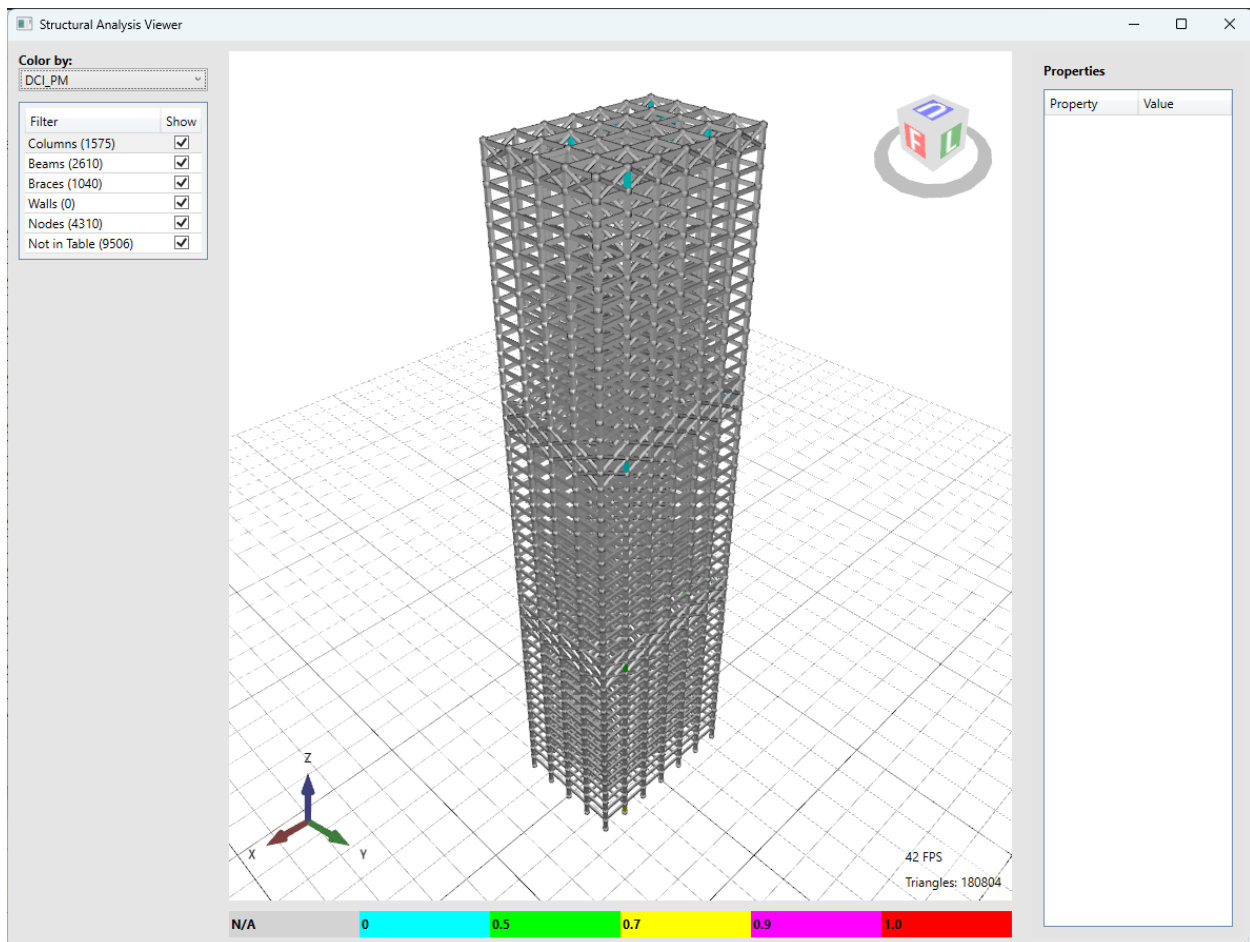 Structural Analysis Viewer
Color by:
DCI_PM
Filter Show
Columns (1575)
Beams (2610)
Braces (1040)
Walls (0)
Nodes (4310)
Not in Table (9506)
Properties
Property Value
F L
Z
X Y
42 FPS
Triangles: 180804
N/A 0 0.5 0.7 0.9 1.0